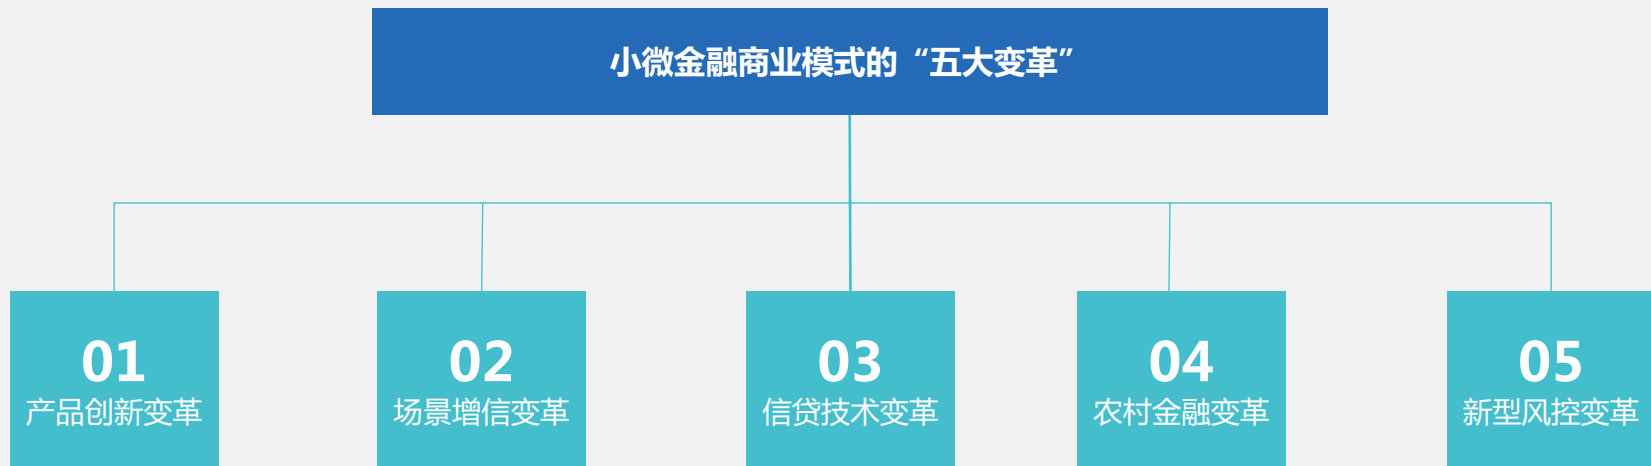 小微金融商业模式的“五大变革”
01
产品创新变革
02
场景增信变革
03
信贷技术变革
04
农村金融变革
05
新型风控变革